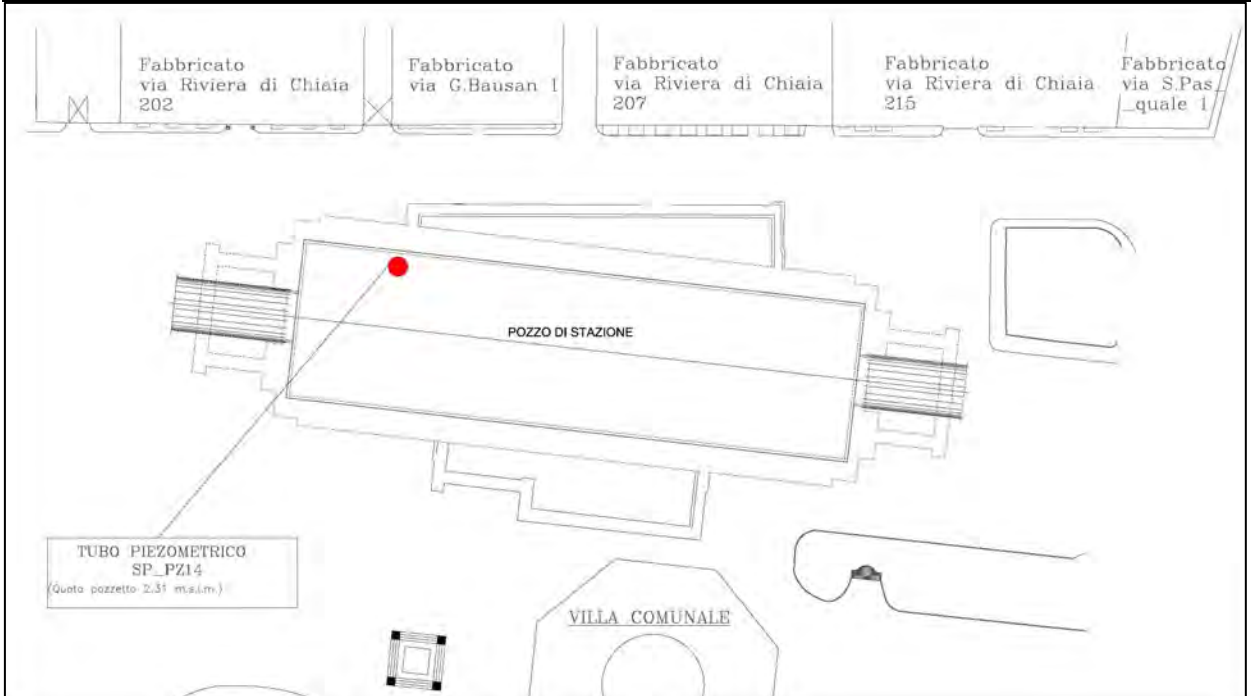 Fabbricato
via Riviera di Chiaia
202
Fabbricato
via G.Bausan 1
Fabbricato
via Riviera di Chiaia
207
Fabbricato
via Riviera di Chiaia
215
Fabbricato
via S.Pas_
_quale 1
POZZO DI STAZIONE
TUBO PIEZOMETRICO
SP_PZ14
(Quota pozzetto 2.31 m.s.l.m.)
VILLA COMUNALE